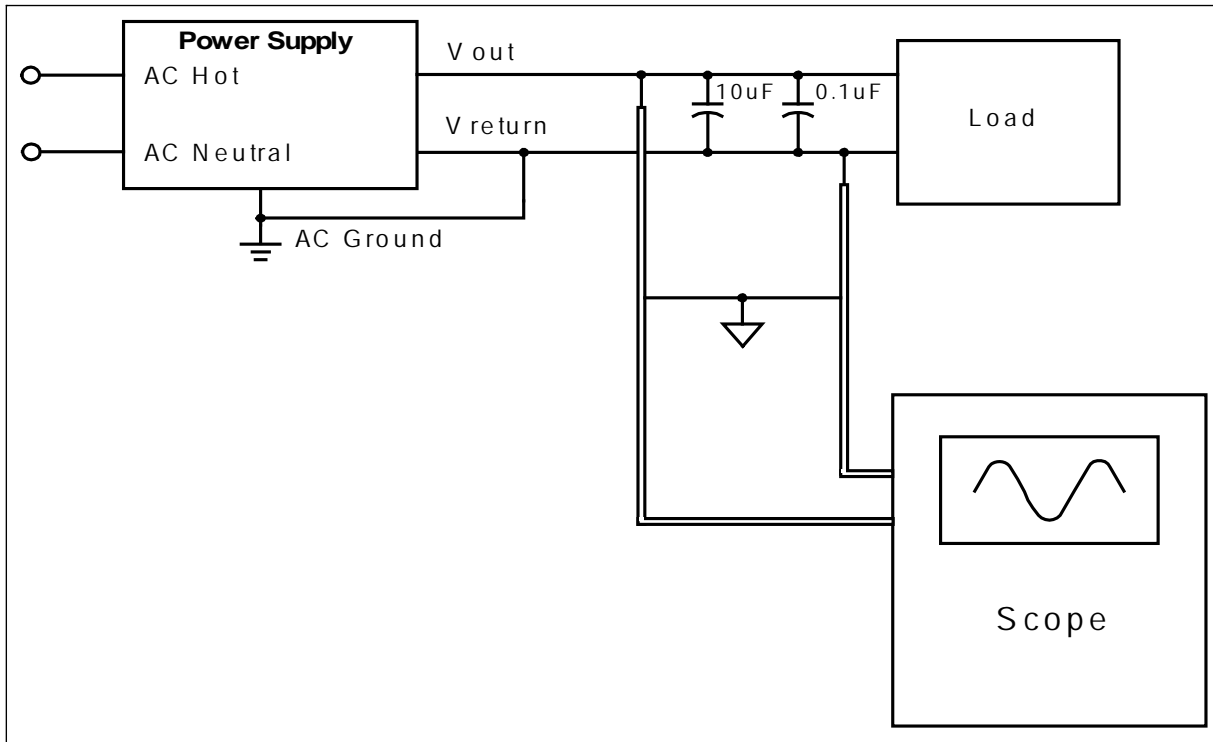 Power Supply
AC Hot
AC Neutral
V out
V return
AC Ground
10uF
0.1uF
Load
Scope